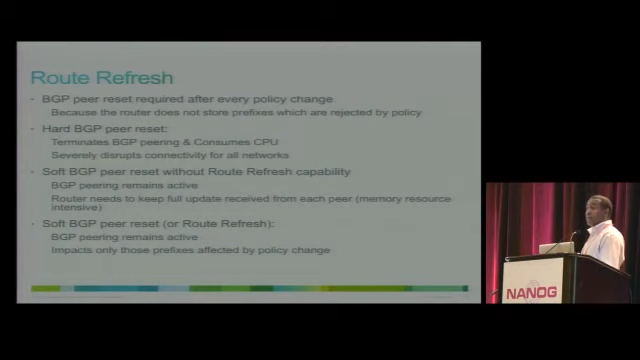 Route Refresh
BGP peer reset required after every policy change
Because the router does not store prefixes which are rejected by policy
Hard BGP peer reset:
Terminates BGP peering & Consumes CPU
Severely disrupts connectivity for all networks
Soft BGP peer reset without Route Refresh capability
BGP peering remains active
Router needs to keep full update received from each peer (memory resource
intensive)
Soft BGP peer reset (or Route Refresh):
BGP peering remains active
Impacts only those prefixes affected by policy change
NANOG